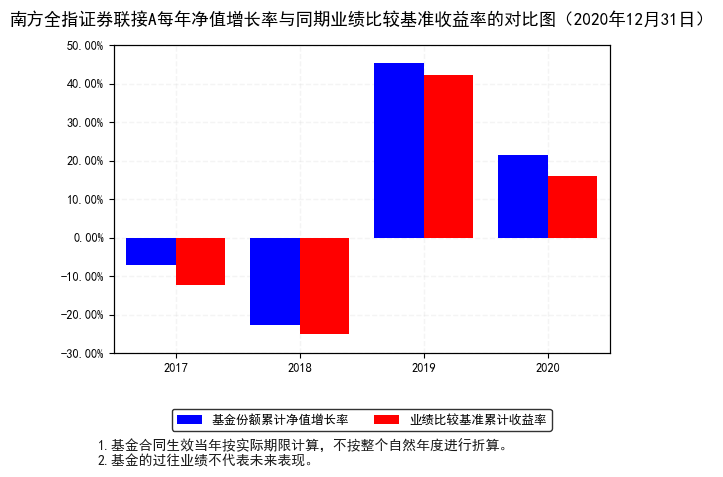 南方全指证券联接A每年净值增长率与同期业绩比较基准收益率的对比图（2020年12月31日）
50.00%
40.00%
30.00%
20.00%
10.00%
0.00%
-10.00%
-20.00%
-30.00%
2017 2018 2019 2020
基金份额累计净值增长率 业绩比较基准累计收益率
1.基金合同生效当年按实际期限计算，不按整个自然年度进行折算。
2.基金的过往业绩不代表未来表现。